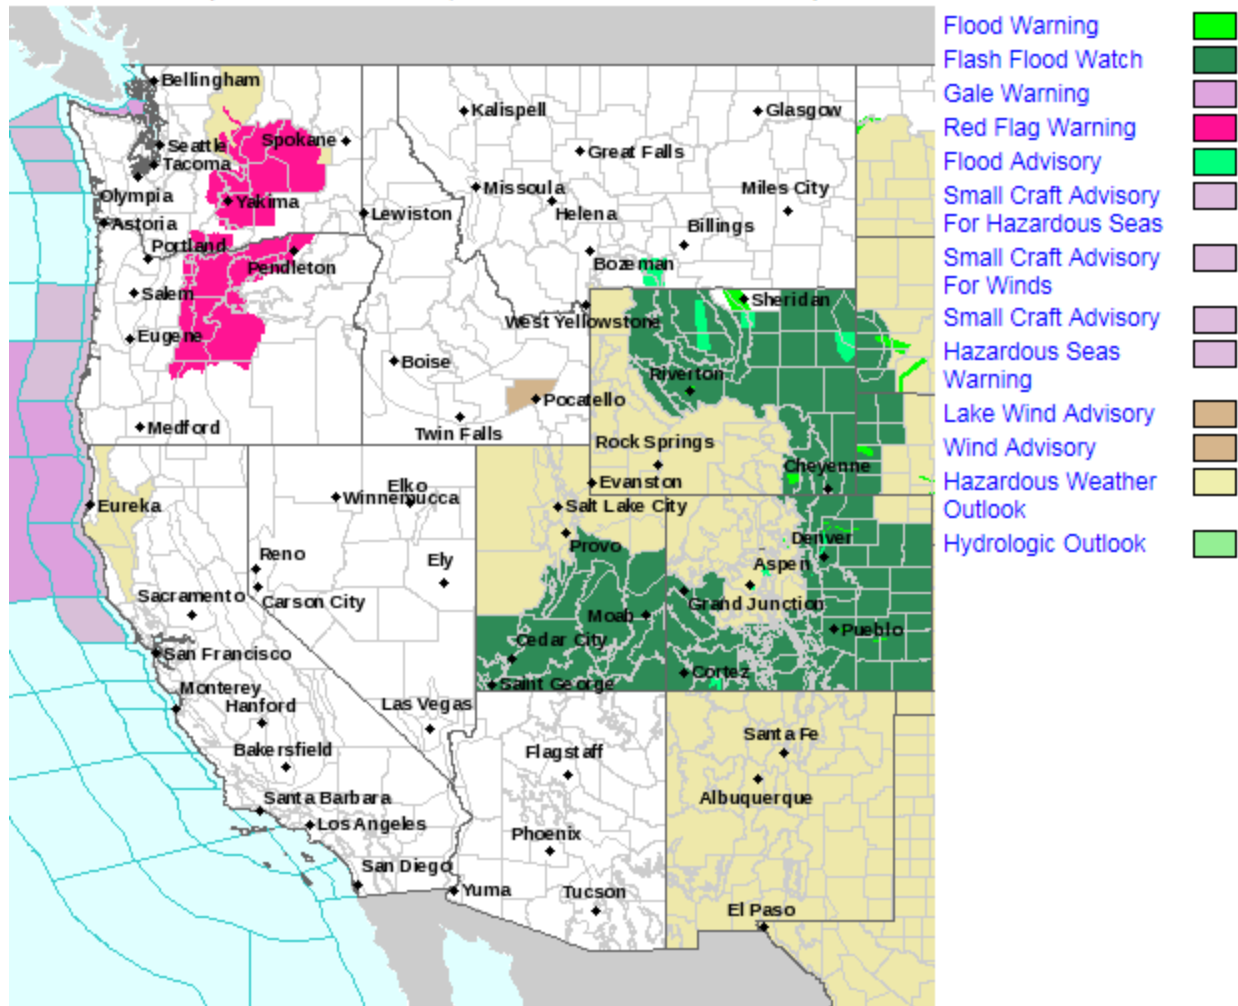 Flood Warning
Flash Flood Watch
Gale Warning
Red Flag Warning
Flood Advisory
Small Craft Advisory
For Hazardous Seas
Small Craft Advisory
For Winds
Small Craft Advisory
Hazardous Seas
Warning
Lake Wind Advisory
Wind Advisory
Hazardous Weather
Outlook
Hydrologic Outlook
Bellingham
Kalispell
Glasgow
Seattle
Spokane
Great Falls
Tacoma
Olympia
Yakima
Missoula
Miles City
Astoria
Lewiston
Helena
Billings
Portland
Pendleton
Bozeman
Salem
Sheridan
West Yellowstone
Eugene
Boise
Riverton
Pocatello
Medford
Twin Falls
Rock Springs
Cheyenne
Elko
Evanston
Eureka
Winnemucca
Salt Lake City
Provo
Denver
Reno
Ely
Aspen
Sacramento
Carson City
Grand Junction
Moab
Pueblo
Cedar City
San Francisco
Cortez
Saint George
Monterey
Hanford
Las Vegas
Santa Fe
Bakersfield
Flagstaff
Albuquerque
Santa Barbara
Los Angeles
Phoenix
San Diego
Yuma
Tucson
El Paso